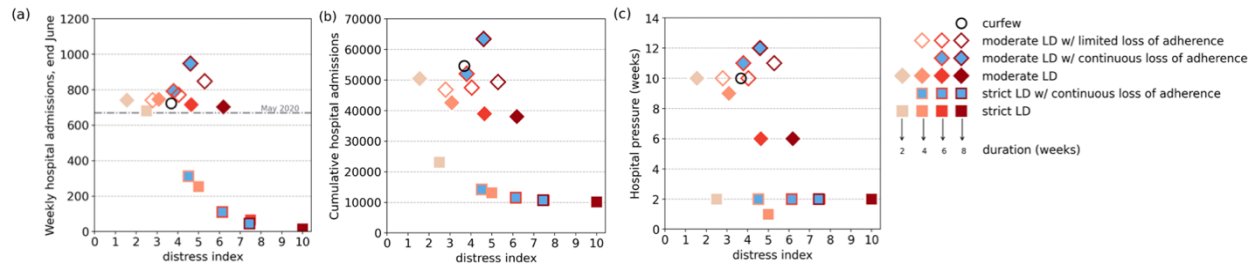 (a)
Weekly hospital admissions, end June
1200
1000
800
600
400
200
0
May 2020
0 1 2 3 4 5 6 7 8 9 10
distress index
(b)
Cumulative hospital admissions
70000
60000
50000
40000
30000
20000
10000
0
0 1 2 3 4 5 6 7 8 9 10
distress index
(c)
Hospital pressure (weeks)
14
12
10
8
6
4
2
0
0 1 2 3 4 5 6 7 8 9 10
distress index
curfew
moderate LD w/ limited loss of adherence
moderate LD w/ continuous loss of adherence
moderate LD
strict LD w/ continuous loss of adherence
strict LD
2 4 6 8 duration (weeks)